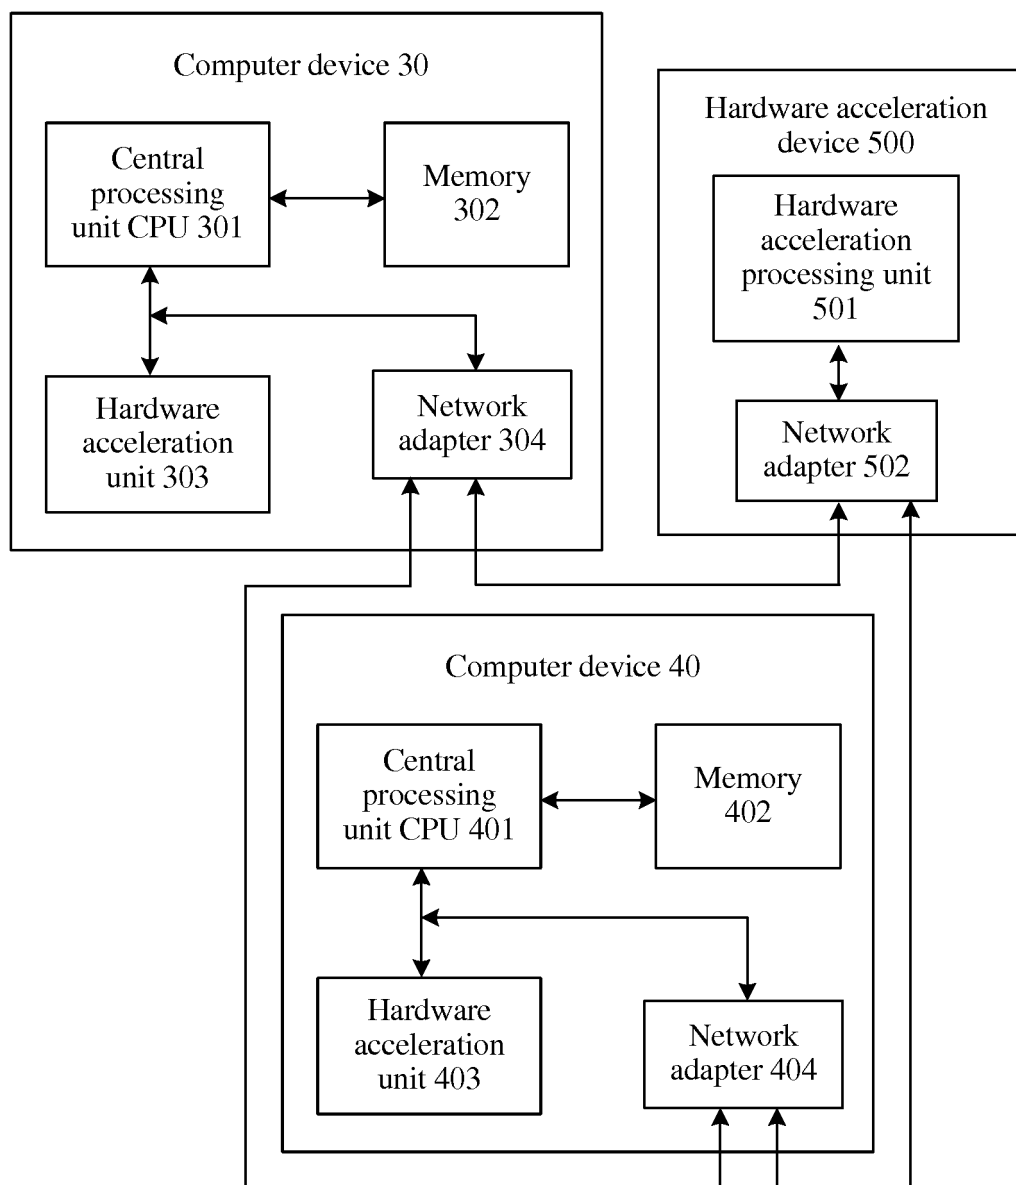 Computer device 30
Central
processing
unit CPU 301
Memory
302
Hardware
acceleration
unit 303
Network
adapter 304
Hardware acceleration
device 500
Hardware
acceleration
processing unit
501
Network
adapter 502
Computer device 40
Central
processing
unit CPU 401
Memory
402
Hardware
acceleration
unit 403
Network
adapter 404